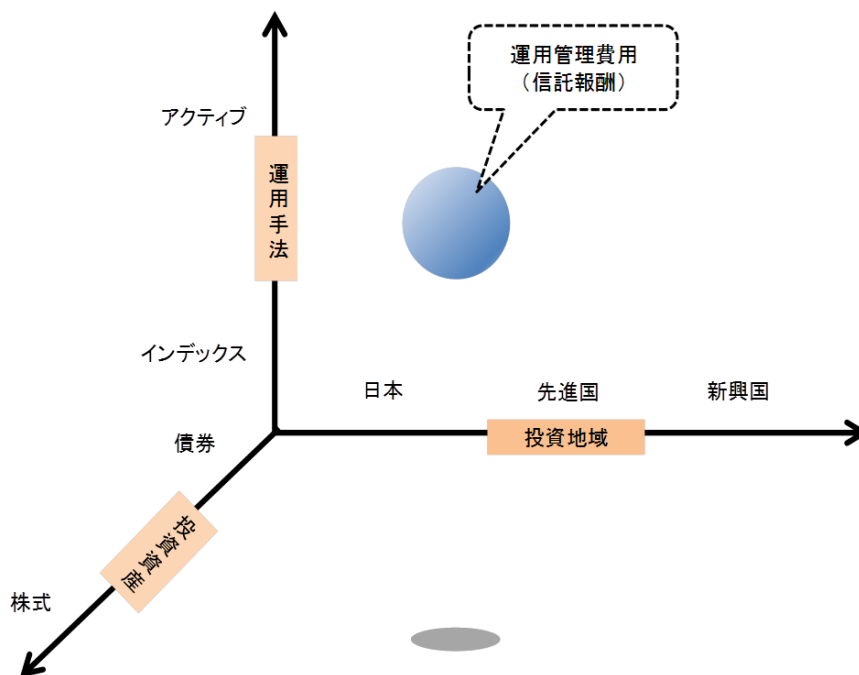 運用管理費用
（信託報酬）
アクティブ
運用手法
インデックス
日本
先進国
新興国
投資地域
債券
投資資産
株式